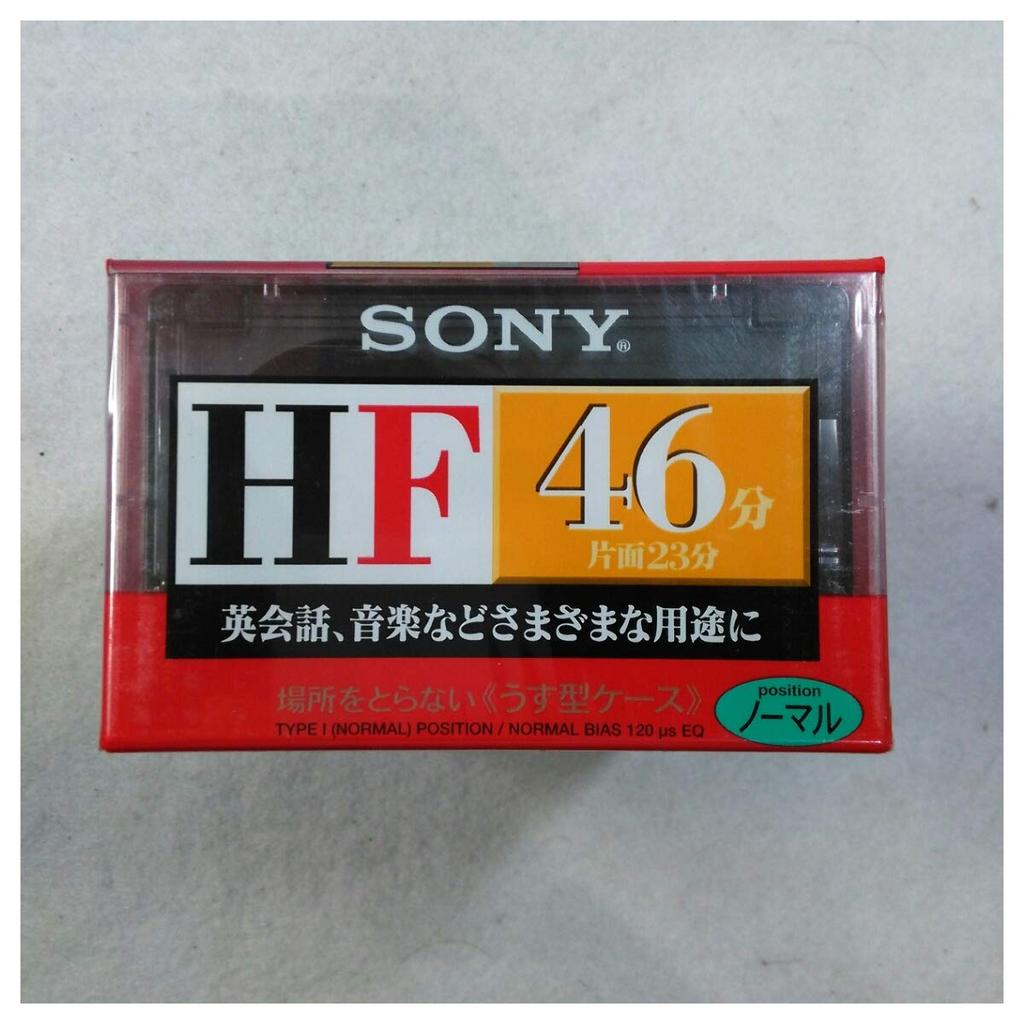 SONY®
HF
46分
片面23分
英会話、音楽などさまざまな用途に
場所をとらない《うす型ケース》
TYPE I (NORMAL) POSITION / NORMAL BIAS 120 μs EQ
position
ノーマル